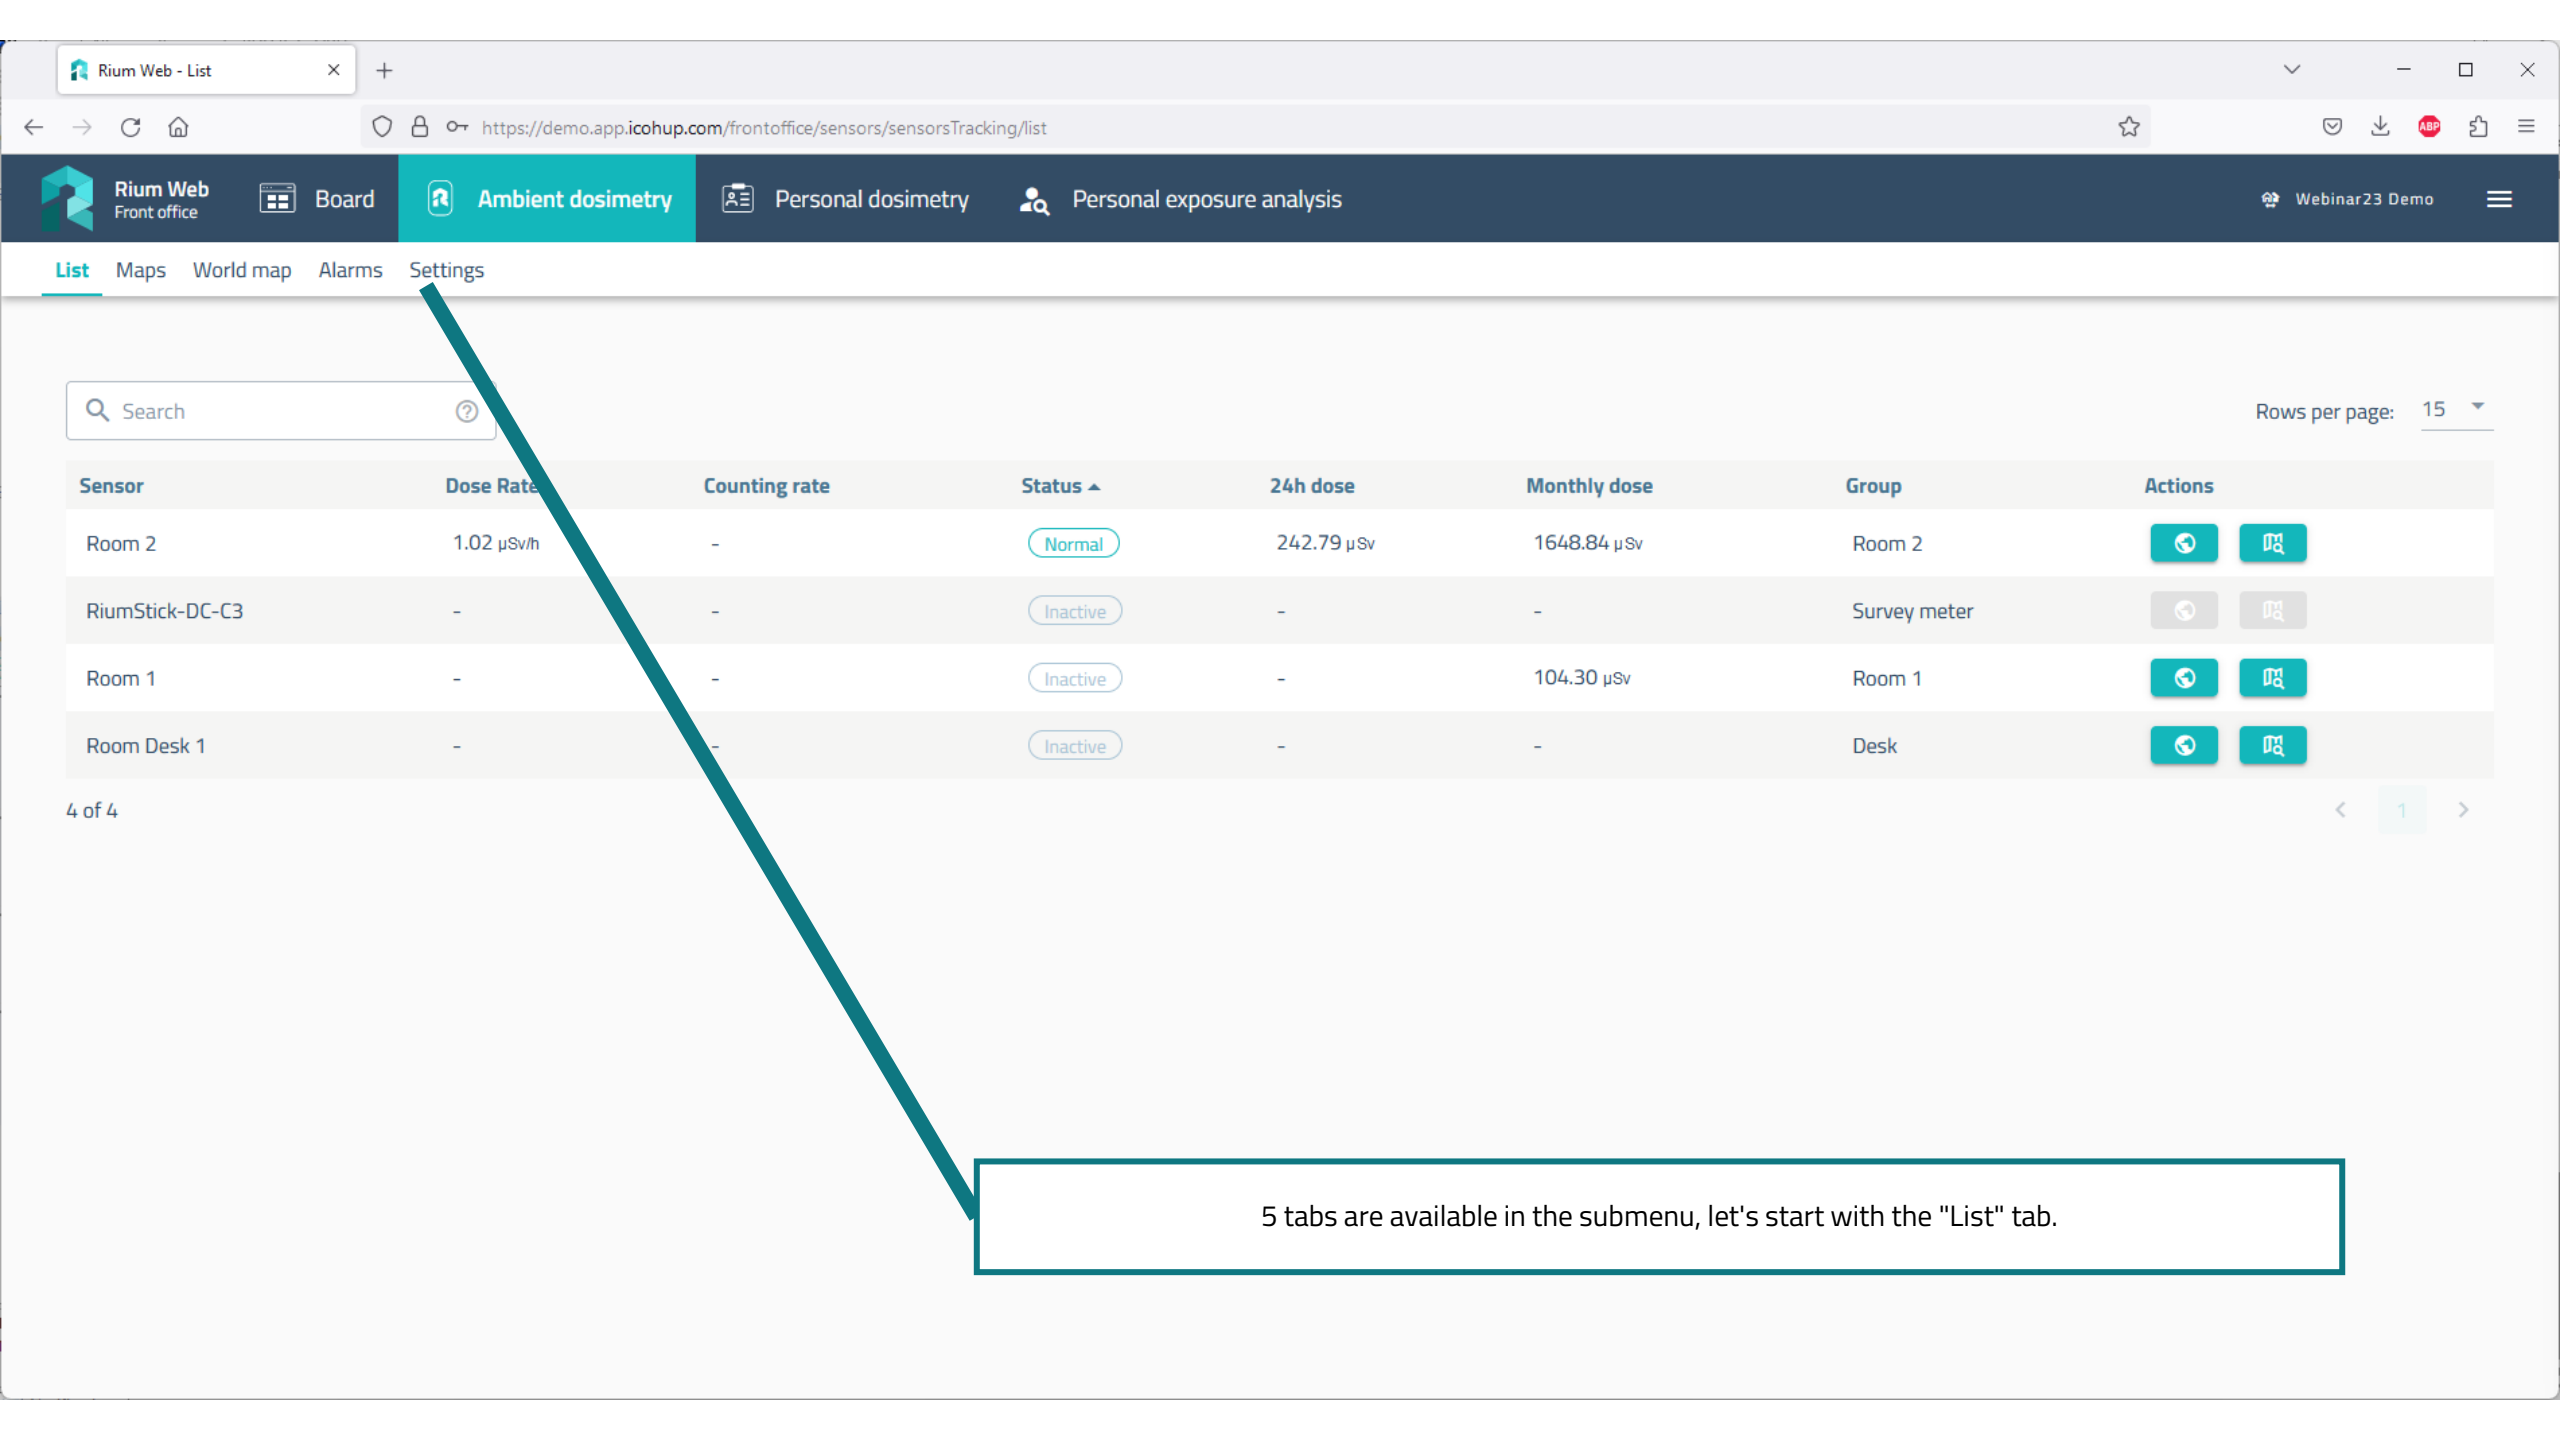 Rium Web - List
https://demo.app.icohup.com/frontoffice/sensors/sensorsTracking/list
ABP
Rium Web
Front office
Board
Ambient dosimetry
Personal dosimetry
Personal exposure analysis
Webinar23 Demo
List Maps World map Alarms Settings
Search
Rows per page: 15
Sensor Dose Rate Counting rate Status 24h dose Monthly dose Group Actions
Room 2 1.02 µSv/h - Normal 242.79 µSv 1648.84 µSv Room 2
RiumStick-DC-C3 - - Inactive - - Survey meter
Room 1 - - Inactive - 104.30 µSv Room 1
Room Desk 1 - - Inactive - - Desk
4 of 4
1
5 tabs are available in the submenu, let's start with the "List" tab.